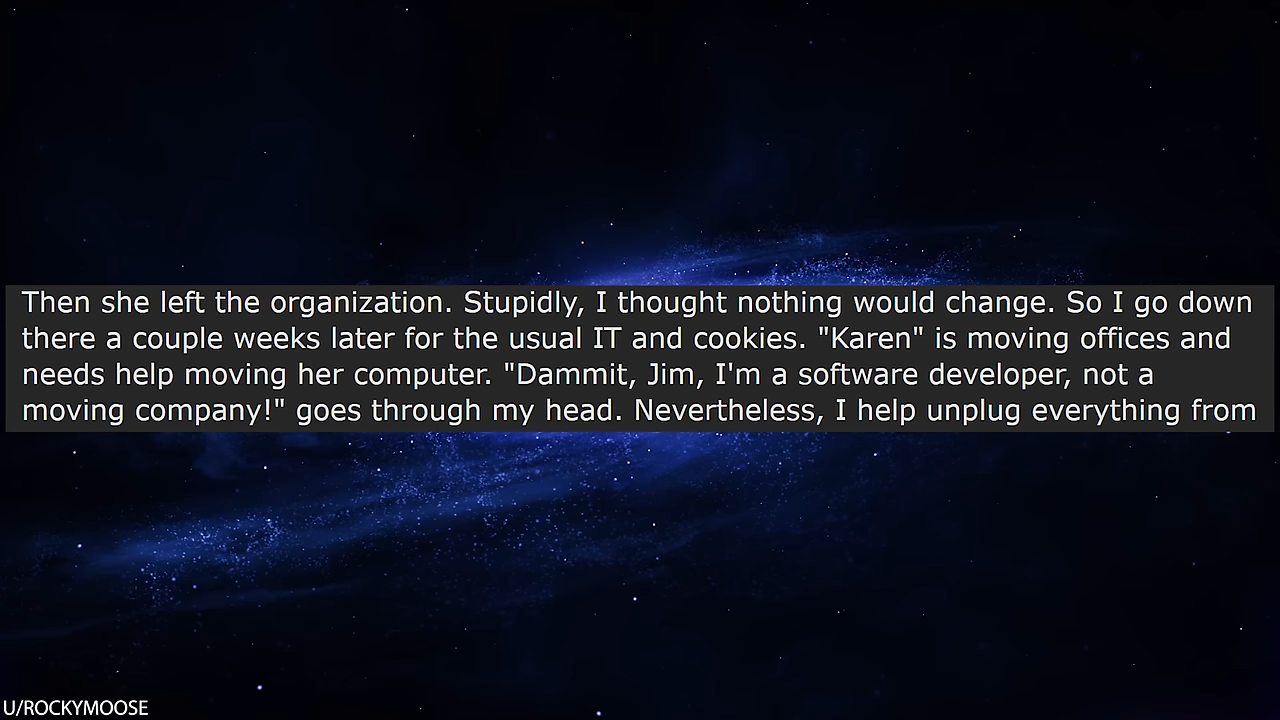 Then she left the organization. Stupidly, I thought nothing would change. So I go down
there a couple weeks later for the usual IT and cookies. "Karen" is moving offices and
needs help moving her computer. "Dammit, Jim, I'm a software developer, not a
moving company!" goes through my head. Nevertheless, I help unplug everything from
U/ROCKYMOOSE